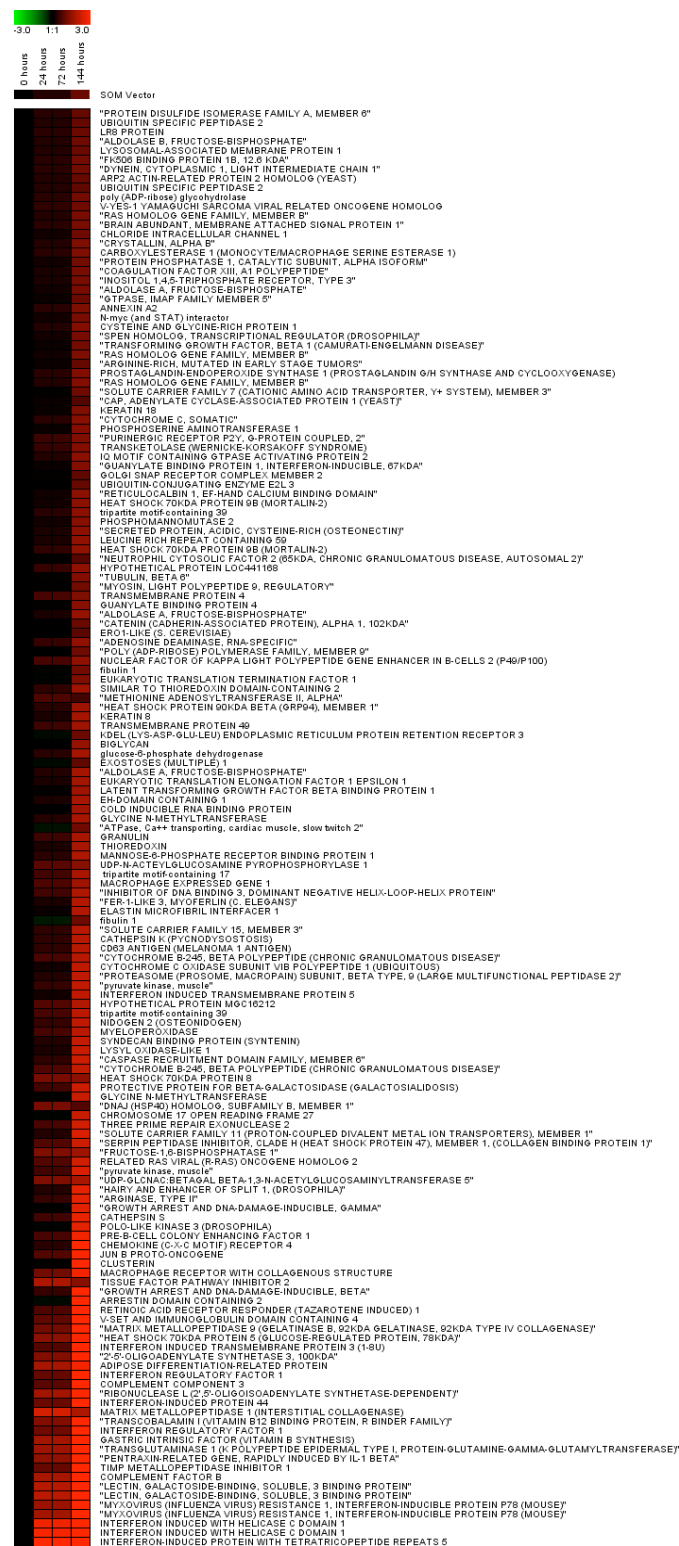 -3.0 1:1 3.0
0 hours
24 hours
72 hours
144 hours
SOM Vector
"PROTEIN DISULFIDE ISOMERASE FAMILY A, MEMBER 6"
UBIQUITIN SPECIFIC PEPTIDASE 2
LR8 PROTEIN
"ALDOLASE B, FRUCTOSE-BISPHOSPHATE"
LYSOSOMAL-ASSOCIATED MEMBRANE PROTEIN 1
"FK506 BINDING PROTEIN 1B, 12.6 KDA"
"DYNEIN, CYTOPLASMIC 1, LIGHT INTERMEDIATE CHAIN 1"
ARP2 ACTIN-RELATED PROTEIN 2 HOMOLOG (YEAST)
UBIQUITIN SPECIFIC PEPTIDASE 2
poly (ADP-ribose) glycohydrolase
V-YES-1 YAMAGUCHI SARCOMA VIRAL RELATED ONCOGENE HOMOLOG
"RAS HOMOLOG GENE FAMILY, MEMBER B"
"BRAIN ABUNDANT, MEMBRANE ATTACHED SIGNAL PROTEIN 1"
CHLORIDE INTRACELLULAR CHANNEL 1
"CRYSTALLIN, ALPHA B"
CARBOXYLESTERASE 1 (MONOCYTE/MACROPHAGE SERINE ESTERASE 1)
"PROTEIN PHOSPHATASE 1, CATALYTIC SUBUNIT, ALPHA ISOFORM"
"COAGULATION FACTOR XIII, A1 POLYPEPTIDE"
"INOSITOL 1,4,5-TRIPHOSPHATE RECEPTOR, TYPE 3"
"ALDOLASE A, FRUCTOSE-BISPHOSPHATE"
"GTPASE, IMAP FAMILY MEMBER 5"
ANNEXIN A2
N-myc (and STAT) interactor
CYSTEINE AND GLYCINE-RICH PROTEIN 1
"SPEN HOMOLOG, TRANSCRIPTIONAL REGULATOR (DROSOPHILA)"
"TRANSFORMING GROWTH FACTOR, BETA 1 (CAMURATI-ENGELMANN DISEASE)"
"RAS HOMOLOG GENE FAMILY, MEMBER B"
"ARGININE-RICH, MUTATED IN EARLY STAGE TUMORS"
PROSTAGLANDIN-ENDOPEROXIDE SYNTHASE 1 (PROSTAGLANDIN G/H SYNTHASE AND CYCLOOXYGENASE)
"RAS HOMOLOG GENE FAMILY, MEMBER B"
"SOLUTE CARRIER FAMILY 7 (CATIONIC AMINO ACID TRANSPORTER, Y+ SYSTEM), MEMBER 3"
"CAP, ADENYLATE CYCLASE-ASSOCIATED PROTEIN 1 (YEAST)"
KERATIN 18
"CYTOCHROME C, SOMATIC"
PHOSPHOSERINE AMINOTRANSFERASE 1
"PURINERGIC RECEPTOR P2Y, G-PROTEIN COUPLED, 2"
TRANSKETOLASE (WERNICKE-KORSAKOFF SYNDROME)
IQ MOTIF CONTAINING GTPASE ACTIVATING PROTEIN 2
"GUANYLATE BINDING PROTEIN 1, INTERFERON-INDUCIBLE, 67KDA"
GOLGI SNAP RECEPTOR COMPLEX MEMBER 2
UBIQUITIN-CONJUGATING ENZYME E2L 3
"RETICULOCALBIN 1, EF-HAND CALCIUM BINDING DOMAIN"
HEAT SHOCK 70KDA PROTEIN 9B (MORTALIN-2)
tripartite motif-containing 39
PHOSPHOMANNOMUTASE 2
"SECRETED PROTEIN, ACIDIC, CYSTEINE-RICH (OSTEONECTIN)"
LEUCINE RICH REPEAT CONTAINING 59
HEAT SHOCK 70KDA PROTEIN 9B (MORTALIN-2)
"NEUTROPHIL CYTOSOLIC FACTOR 2 (65KDA, CHRONIC GRANULOMATOUS DISEASE, AUTOSOMAL 2)"
HYPOTHETICAL PROTEIN LOC441168
"TUBULIN, BETA 6"
"MYOSIN, LIGHT POLYPEPTIDE 9, REGULATORY"
TRANSMEMBRANE PROTEIN 4
GUANYLATE BINDING PROTEIN 4
"ALDOLASE A, FRUCTOSE-BISPHOSPHATE"
"CATENIN (CADHERIN-ASSOCIATED PROTEIN), ALPHA 1, 102KDA"
ERO1-LIKE (S. CEREVISIAE)
"ADENOSINE DEAMINASE, RNA-SPECIFIC"
"POLY (ADP-RIBOSE) POLYMERASE FAMILY, MEMBER 9"
NUCLEAR FACTOR OF KAPPA LIGHT POLYPEPTIDE GENE ENHANCER IN B-CELLS 2 (P49/P100)
fibulin 1
EUKARYOTIC TRANSLATION TERMINATION FACTOR 1
SIMILAR TO THIOREDOXIN DOMAIN-CONTAINING 2
"METHIONINE ADENOSYLTRANSFERASE II, ALPHA"
"HEAT SHOCK PROTEIN 90KDA BETA (GRP94), MEMBER 1"
KERATIN 8
TRANSMEMBRANE PROTEIN 49
KDEL (LYS-ASP-GLU-LEU) ENDOPLASMIC RETICULUM PROTEIN RETENTION RECEPTOR 3
BIGLYCAN
glucose-6-phosphate dehydrogenase
EXOSTOSES (MULTIPLE) 1
"ALDOLASE A, FRUCTOSE-BISPHOSPHATE"
EUKARYOTIC TRANSLATION ELONGATION FACTOR 1 EPSILON 1
LATENT TRANSFORMING GROWTH FACTOR BETA BINDING PROTEIN 1
EH-DOMAIN CONTAINING 1
COLD INDUCIBLE RNA BINDING PROTEIN
GLYCINE N-METHYLTRANSFERASE
"ATPase, Ca++ transporting, cardiac muscle, slow twitch 2"
GRANULIN
THIOREDOXIN
MANNOSE-6-PHOSPHATE RECEPTOR BINDING PROTEIN 1
UDP-N-ACTEYLGLUCOSAMINE PYROPHOSPHORYLASE 1
tripartite motif-containing 17
MACROPHAGE EXPRESSED GENE 1
"INHIBITOR OF DNA BINDING 3, DOMINANT NEGATIVE HELIX-LOOP-HELIX PROTEIN"
"FER-1-LIKE 3, MYOFERLIN (C. ELEGANS)"
ELASTIN MICROFIBRIL INTERFACER 1
fibulin 1
"SOLUTE CARRIER FAMILY 15, MEMBER 3"
CATHEPSIN K (PYCNODYSOSTOSIS)
CD63 ANTIGEN (MELANOMA 1 ANTIGEN)
"CYTOCHROME B-245, BETA POLYPEPTIDE (CHRONIC GRANULOMATOUS DISEASE)"
CYTOCHROME C OXIDASE SUBUNIT VIB POLYPEPTIDE 1 (UBIQUITOUS)
"PROTEASOME (PROSOME, MACROPAIN) SUBUNIT, BETA TYPE, 9 (LARGE MULTIFUNCTIONAL PEPTIDASE 2)"
"pyruvate kinase, muscle"
INTERFERON INDUCED TRANSMEMBRANE PROTEIN 5
HYPOTHETICAL PROTEIN MGC16212
tripartite motif-containing 39
NIDOGEN 2 (OSTEONIDOGEN)
MYELOPEROXIDASE
SYNDECAN BINDING PROTEIN (SYNTENIN)
LYSYL OXIDASE-LIKE 1
"CASPASE RECRUITMENT DOMAIN FAMILY, MEMBER 6"
"CYTOCHROME B-245, BETA POLYPEPTIDE (CHRONIC GRANULOMATOUS DISEASE)"
HEAT SHOCK 70KDA PROTEIN 8
PROTECTIVE PROTEIN FOR BETA-GALACTOSIDASE (GALACTOSIALIDOSIS)
GLYCINE N-METHYLTRANSFERASE
"DNAJ (HSP40) HOMOLOG, SUBFAMILY B, MEMBER 1"
CHROMOSOME 17 OPEN READING FRAME 27
THREE PRIME REPAIR EXONUCLEASE 2
"SOLUTE CARRIER FAMILY 11 (PROTON-COUPLED DIVALENT METAL ION TRANSPORTERS), MEMBER 1"
"SERPIN PEPTIDASE INHIBITOR, CLADE H (HEAT SHOCK PROTEIN 47), MEMBER 1, (COLLAGEN BINDING PROTEIN 1)"
"FRUCTOSE-1,6-BISPHOSPHATASE 1"
RELATED RAS VIRAL (R-RAS) ONCOGENE HOMOLOG 2
"pyruvate kinase, muscle"
"UDP-GLCNAC:BETAGAL BETA-1,3-N-ACETYLGLUCOSAMINYLTRANSFERASE 5"
"HAIRY AND ENHANCER OF SPLIT 1, (DROSOPHILA)"
"ARGINASE, TYPE II"
"GROWTH ARREST AND DNA-DAMAGE-INDUCIBLE, GAMMA"
CATHEPSIN S
POLO-LIKE KINASE 3 (DROSOPHILA)
PRE-B-CELL COLONY ENHANCING FACTOR 1
CHEMOKINE (C-X-C MOTIF) RECEPTOR 4
JUN B PROTO-ONCOGENE
CLUSTERIN
MACROPHAGE RECEPTOR WITH COLLAGENOUS STRUCTURE
TISSUE FACTOR PATHWAY INHIBITOR 2
"GROWTH ARREST AND DNA-DAMAGE-INDUCIBLE, BETA"
ARRESTIN DOMAIN CONTAINING 2
RETINOIC ACID RECEPTOR RESPONDER (TAZAROTENE INDUCED) 1
V-SET AND IMMUNOGLOBULIN DOMAIN CONTAINING 4
"MATRIX METALLOPEPTIDASE 9 (GELATINASE B, 92KDA GELATINASE, 92KDA TYPE IV COLLAGENASE)"
"HEAT SHOCK 70KDA PROTEIN 5 (GLUCOSE-REGULATED PROTEIN, 78KDA)"
INTERFERON INDUCED TRANSMEMBRANE PROTEIN 3 (1-8U)
"2'-5'-OLIGOADENYLATE SYNTHETASE 3, 100KDA"
ADIPOSE DIFFERENTIATION-RELATED PROTEIN
INTERFERON REGULATORY FACTOR 1
COMPLEMENT COMPONENT 3
"RIBONUCLEASE L (2',5'-OLIGOISOADENYLATE SYNTHETASE-DEPENDENT)"
INTERFERON-INDUCED PROTEIN 44
MATRIX METALLOPEPTIDASE 1 (INTERSTITIAL COLLAGENASE)
"TRANSCOBALAMIN I (VITAMIN B12 BINDING PROTEIN, R BINDER FAMILY)"
INTERFERON REGULATORY FACTOR 1
GASTRIC INTRINSIC FACTOR (VITAMIN B SYNTHESIS)
"TRANSGLUTAMINASE 1 (K POLYPEPTIDE EPIDERMAL TYPE I, PROTEIN-GLUTAMINE-GAMMA-GLUTAMYLTRANSFERASE)"
"PENTRAXIN-RELATED GENE, RAPIDLY INDUCED BY IL-1 BETA"
TIMP METALLOPEPTIDASE INHIBITOR 1
COMPLEMENT FACTOR B
"LECTIN, GALACTOSIDE-BINDING, SOLUBLE, 3 BINDING PROTEIN"
"LECTIN, GALACTOSIDE-BINDING, SOLUBLE, 3 BINDING PROTEIN"
"MYXOVIRUS (INFLUENZA VIRUS) RESISTANCE 1, INTERFERON-INDUCIBLE PROTEIN P78 (MOUSE)"
"MYXOVIRUS (INFLUENZA VIRUS) RESISTANCE 1, INTERFERON-INDUCIBLE PROTEIN P78 (MOUSE)"
INTERFERON INDUCED WITH HELICASE C DOMAIN 1
INTERFERON INDUCED WITH HELICASE C DOMAIN 1
INTERFERON-INDUCED PROTEIN WITH TETRATRICOPEPTIDE REPEATS 5